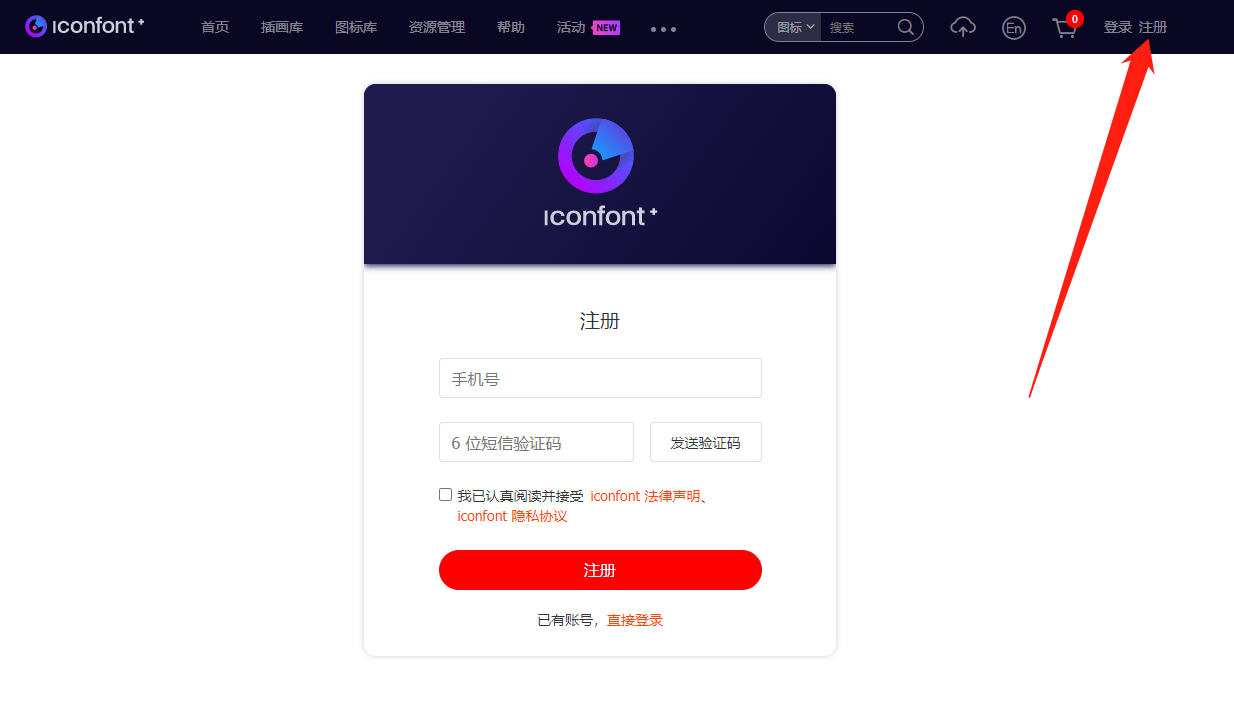 iconfont+ 首页 插画库 图标库 资源管理 帮助 活动 NEW 图标 搜索 En 0 登录 注册
iconfont+
注册
手机号
6 位短信验证码 发送验证码
我已认真阅读并接受 iconfont 法律声明、
iconfont 隐私协议
注册
已有账号，直接登录